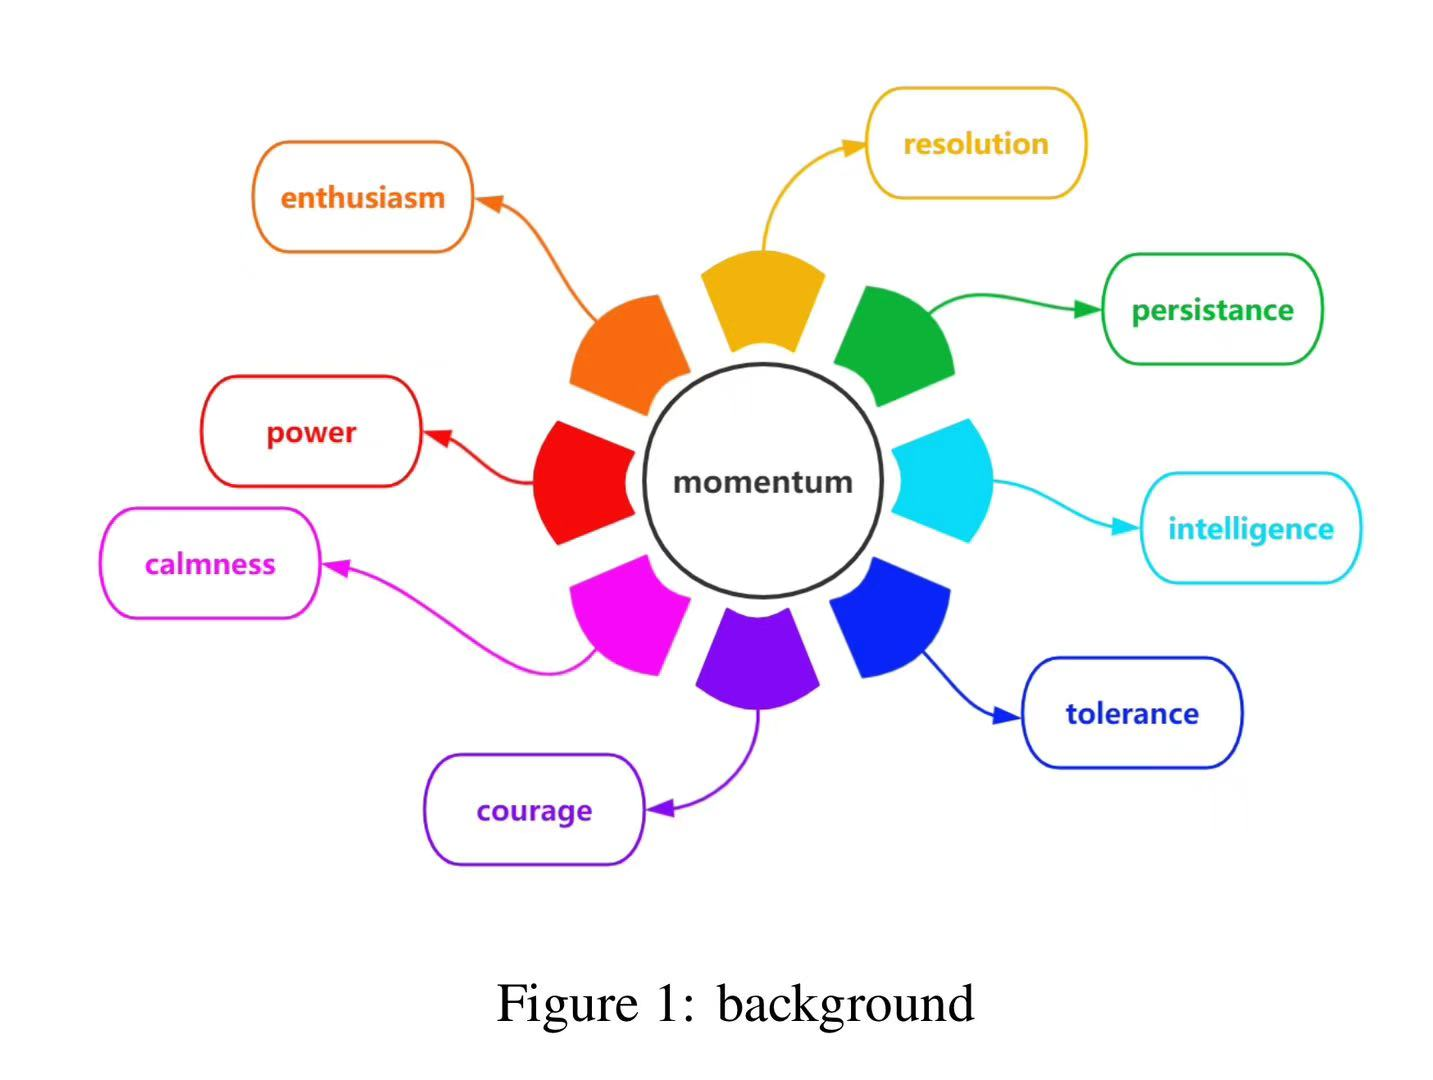 resolution
enthusiasm
persistance
power
momentum
intelligence
calmness
tolerance
courage
Figure 1: background